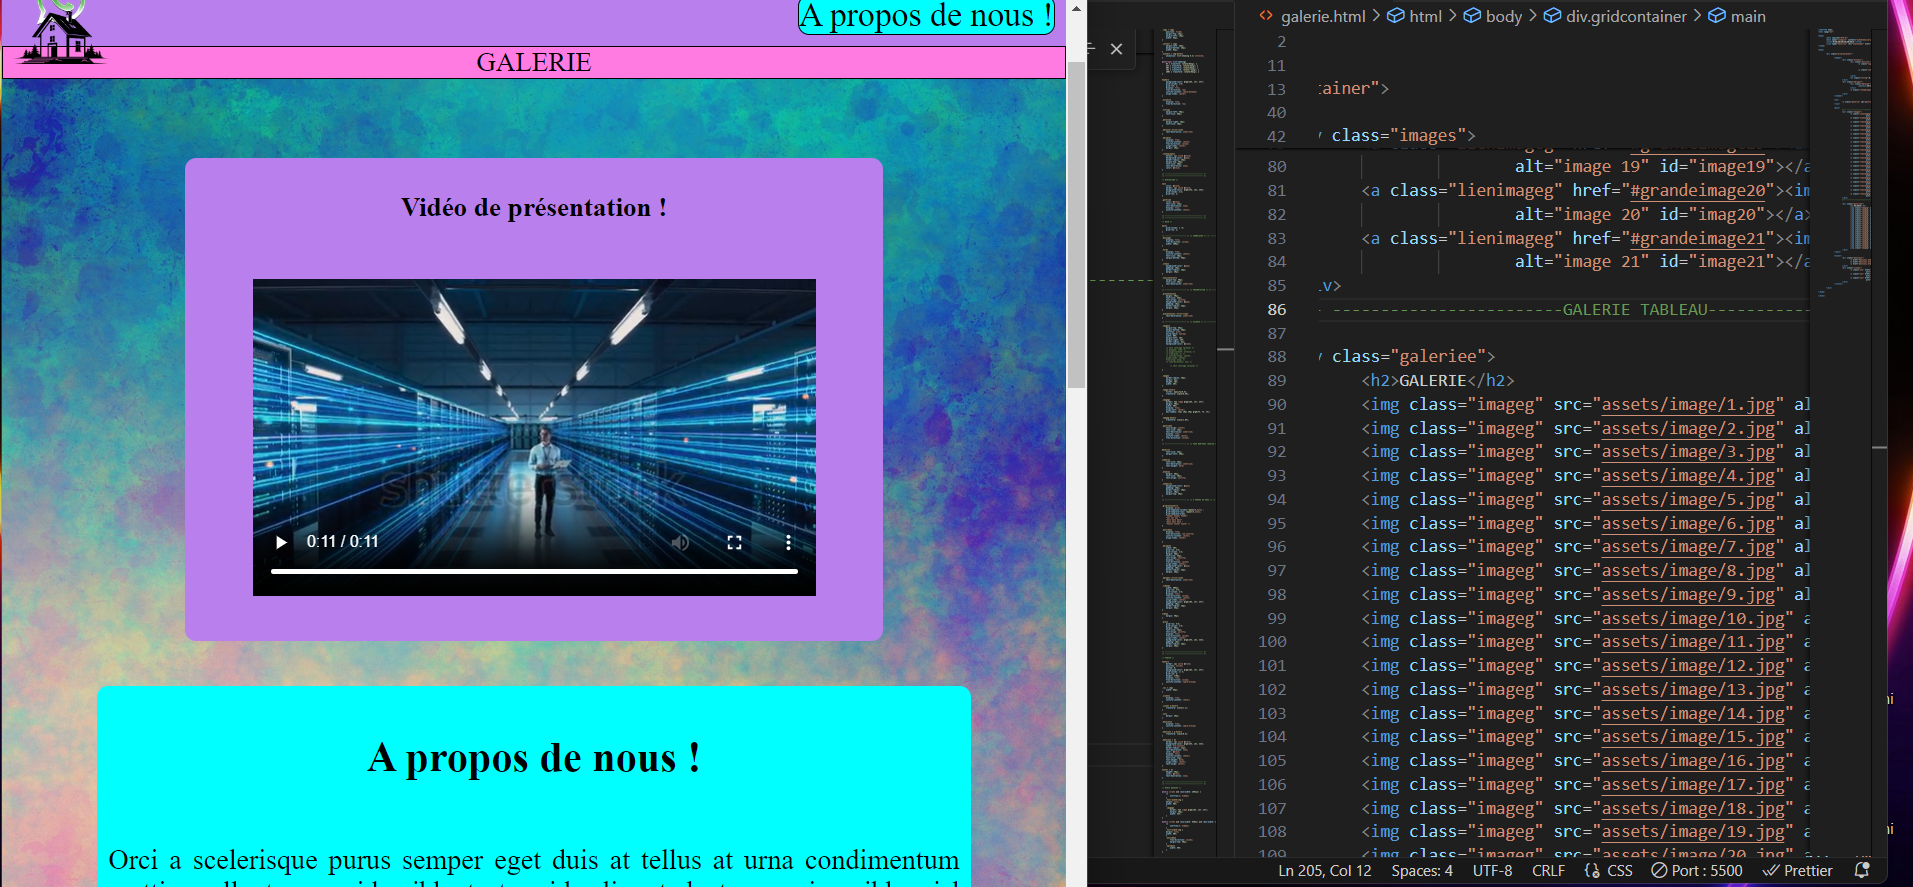 A propos de nous !
GALERIE
Vidéo de présentation !
shutterstock
0:11 / 0:11
A propos de nous !
Orci a scelerisque purus semper eget duis at tellus at urna condimentum
galerie.html > html > body > div.gridcontainer > main
2
11
13 tainer">
40
42 class="images">
80 alt="image 19" id="image19"></a
81 <a class="lienimageg" href="#grandeimage20"><im
82 alt="image 20" id="imag20"></a>
83 <a class="lienimageg" href="#grandeimage21"><im
84 alt="image 21" id="image21"></a
85 iv>
86 ------------------------GALERIE TABLEAU-----------
87
88 class="galeriee">
89 <h2>GALERIE</h2>
90 <img class="imageg" src="assets/image/1.jpg" al
91 <img class="imageg" src="assets/image/2.jpg" al
92 <img class="imageg" src="assets/image/3.jpg" al
93 <img class="imageg" src="assets/image/4.jpg" al
94 <img class="imageg" src="assets/image/5.jpg" al
95 <img class="imageg" src="assets/image/6.jpg" al
96 <img class="imageg" src="assets/image/7.jpg" al
97 <img class="imageg" src="assets/image/8.jpg" al
98 <img class="imageg" src="assets/image/9.jpg" al
99 <img class="imageg" src="assets/image/10.jpg" a
100 <img class="imageg" src="assets/image/11.jpg" a
101 <img class="imageg" src="assets/image/12.jpg" a
102 <img class="imageg" src="assets/image/13.jpg" a
103 <img class="imageg" src="assets/image/14.jpg" a
104 <img class="imageg" src="assets/image/15.jpg" a
105 <img class="imageg" src="assets/image/16.jpg" a
106 <img class="imageg" src="assets/image/17.jpg" a
107 <img class="imageg" src="assets/image/18.jpg" a
108 <img class="imageg" src="assets/image/19.jpg" a
109 <img class="imageg" src="assets/image/20.jpg" a
Ln 205, Col 12 Spaces: 4 UTF-8 CRLF CSS Port : 5500 Prettier